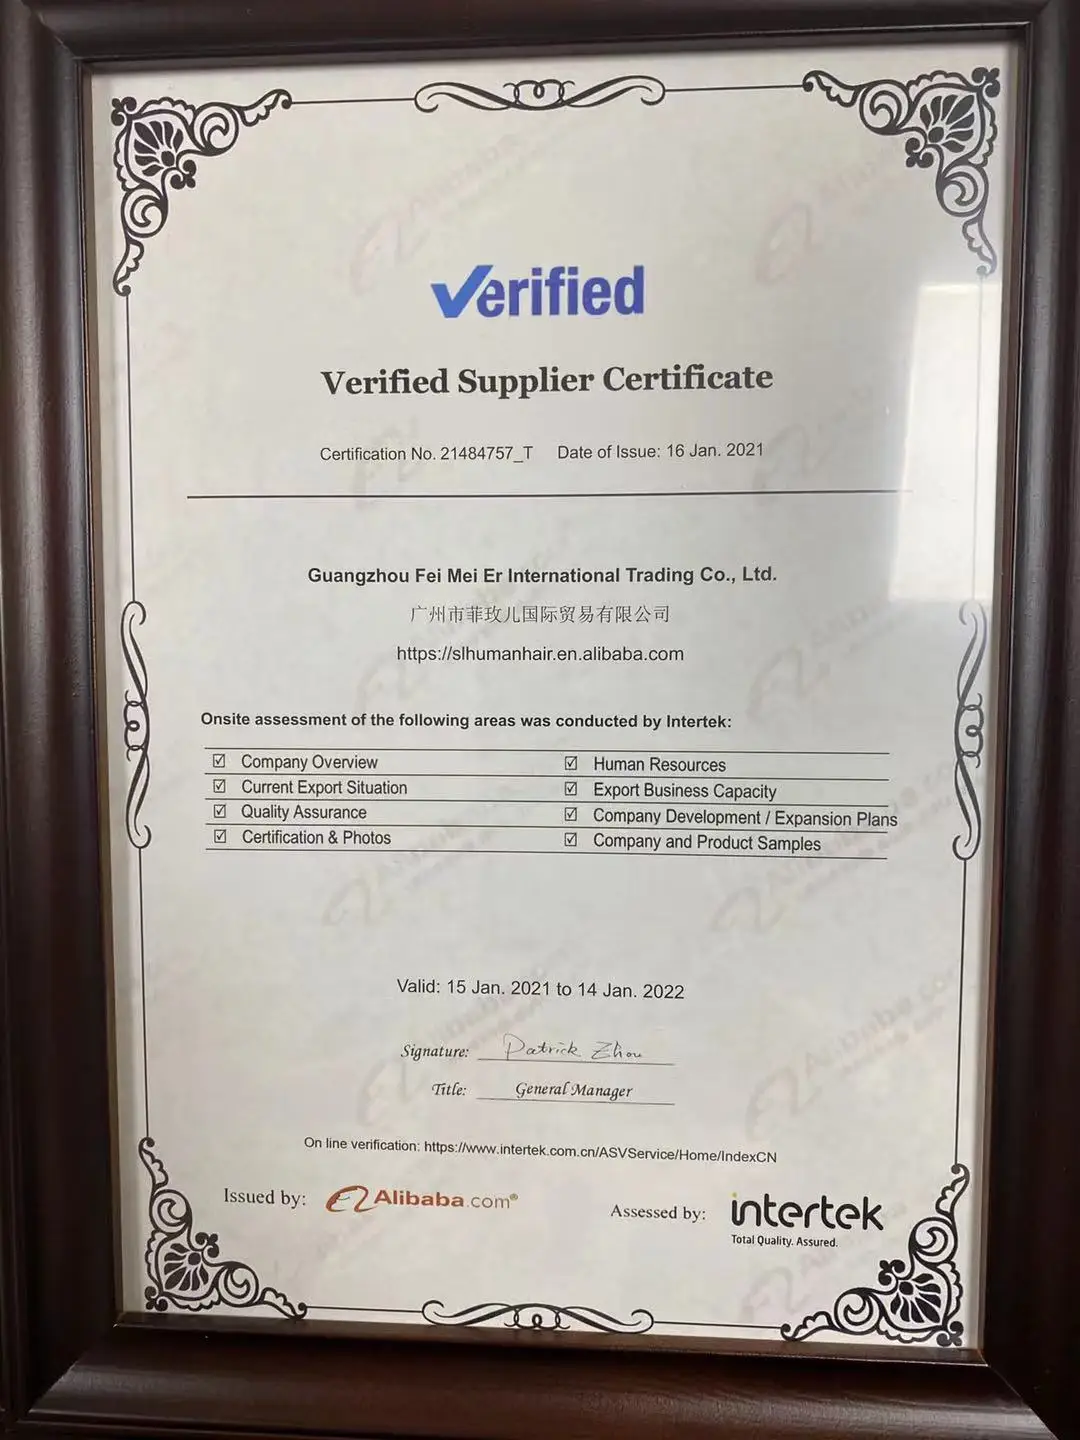 Verified
Verified Supplier Certificate
Certification No. 21484757_T Date of Issue: 16 Jan. 2021
Guangzhou Fei Mei Er International Trading Co., Ltd.
广州市菲玫儿国际贸易有限公司
https://slhumanhair.en.alibaba.com
Onsite assessment of the following areas was conducted by Intertek:
☑ Company Overview ☑ Human Resources
☑ Current Export Situation ☑ Export Business Capacity
☑ Quality Assurance ☑ Company Development / Expansion Plans
☑ Certification & Photos ☑ Company and Product Samples
Valid: 15 Jan. 2021 to 14 Jan. 2022
Signature: Patrick Zhou
Title: General Manager
On line verification: https://www.intertek.com.cn/ASVService/Home/IndexCN
Issued by: Alibaba.com®
Assessed by: intertek
Total Quality. Assured.